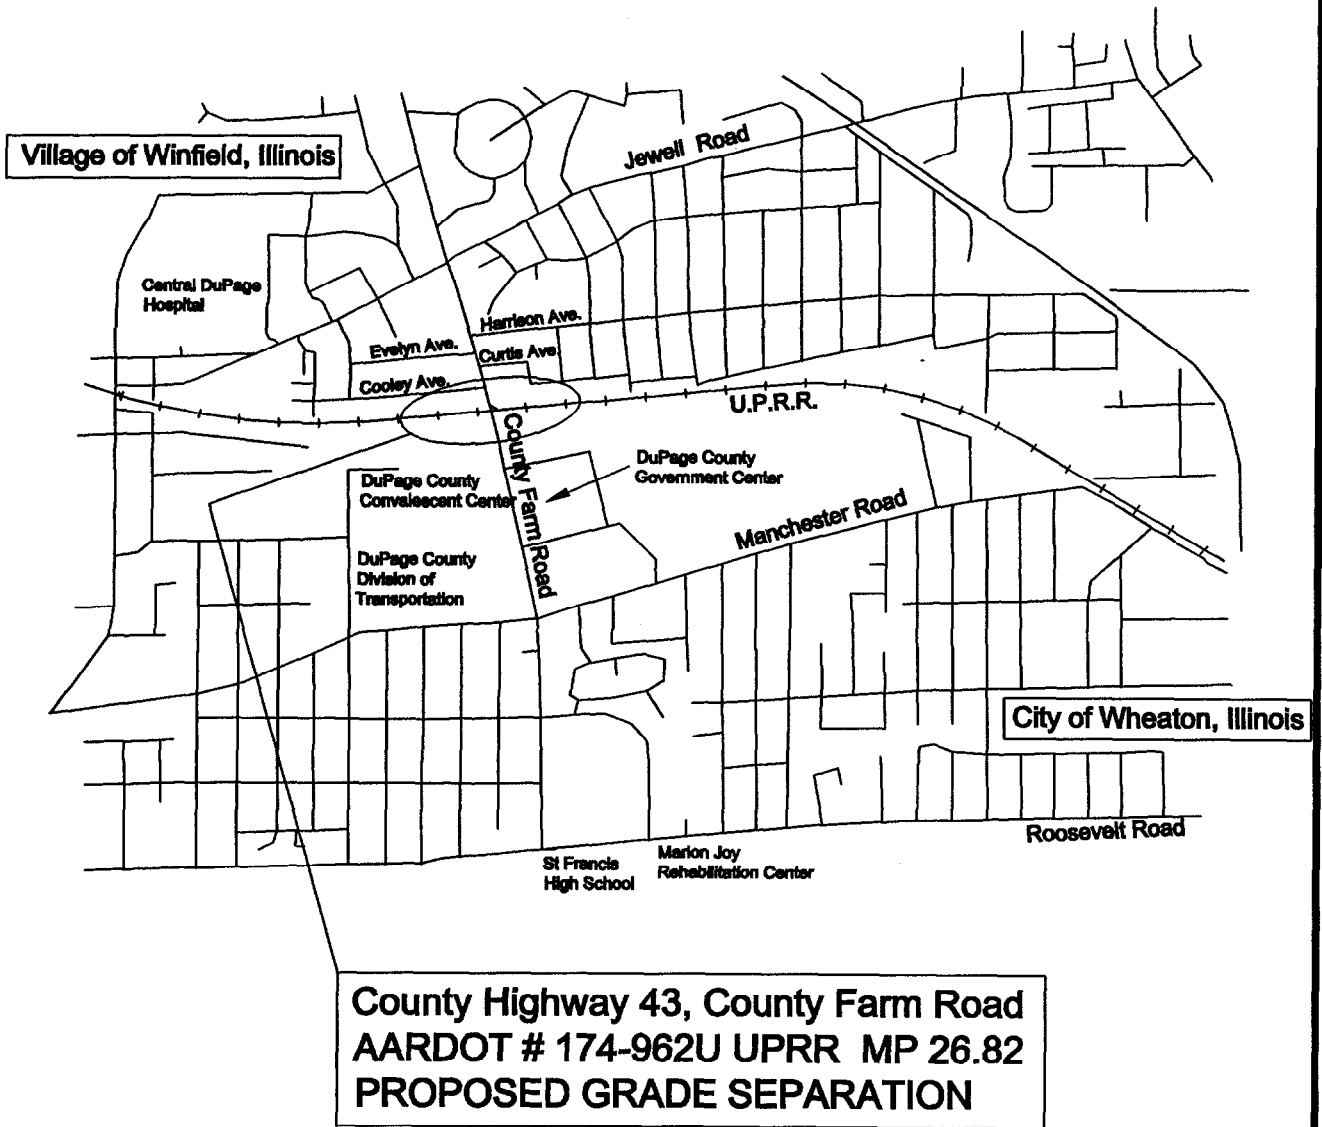 Jewell Road
Village of Winfield, Illinois
Central DuPage
Hospital
Harrison Ave.
Evelyn Ave.
Curtis Ave.
Cooley Ave.
U.P.R.R.
County Farm Road
DuPage County
Government Center
DuPage County
Convalescent Center
Manchester Road
DuPage County
Division of
Transportation
City of Wheaton, Illinois
Roosevelt Road
St Francis
High School
Marion Joy
Rehabilitation Center
County Highway 43, County Farm Road
AARDOT # 174-962U UPRR MP 26.82
PROPOSED GRADE SEPARATION